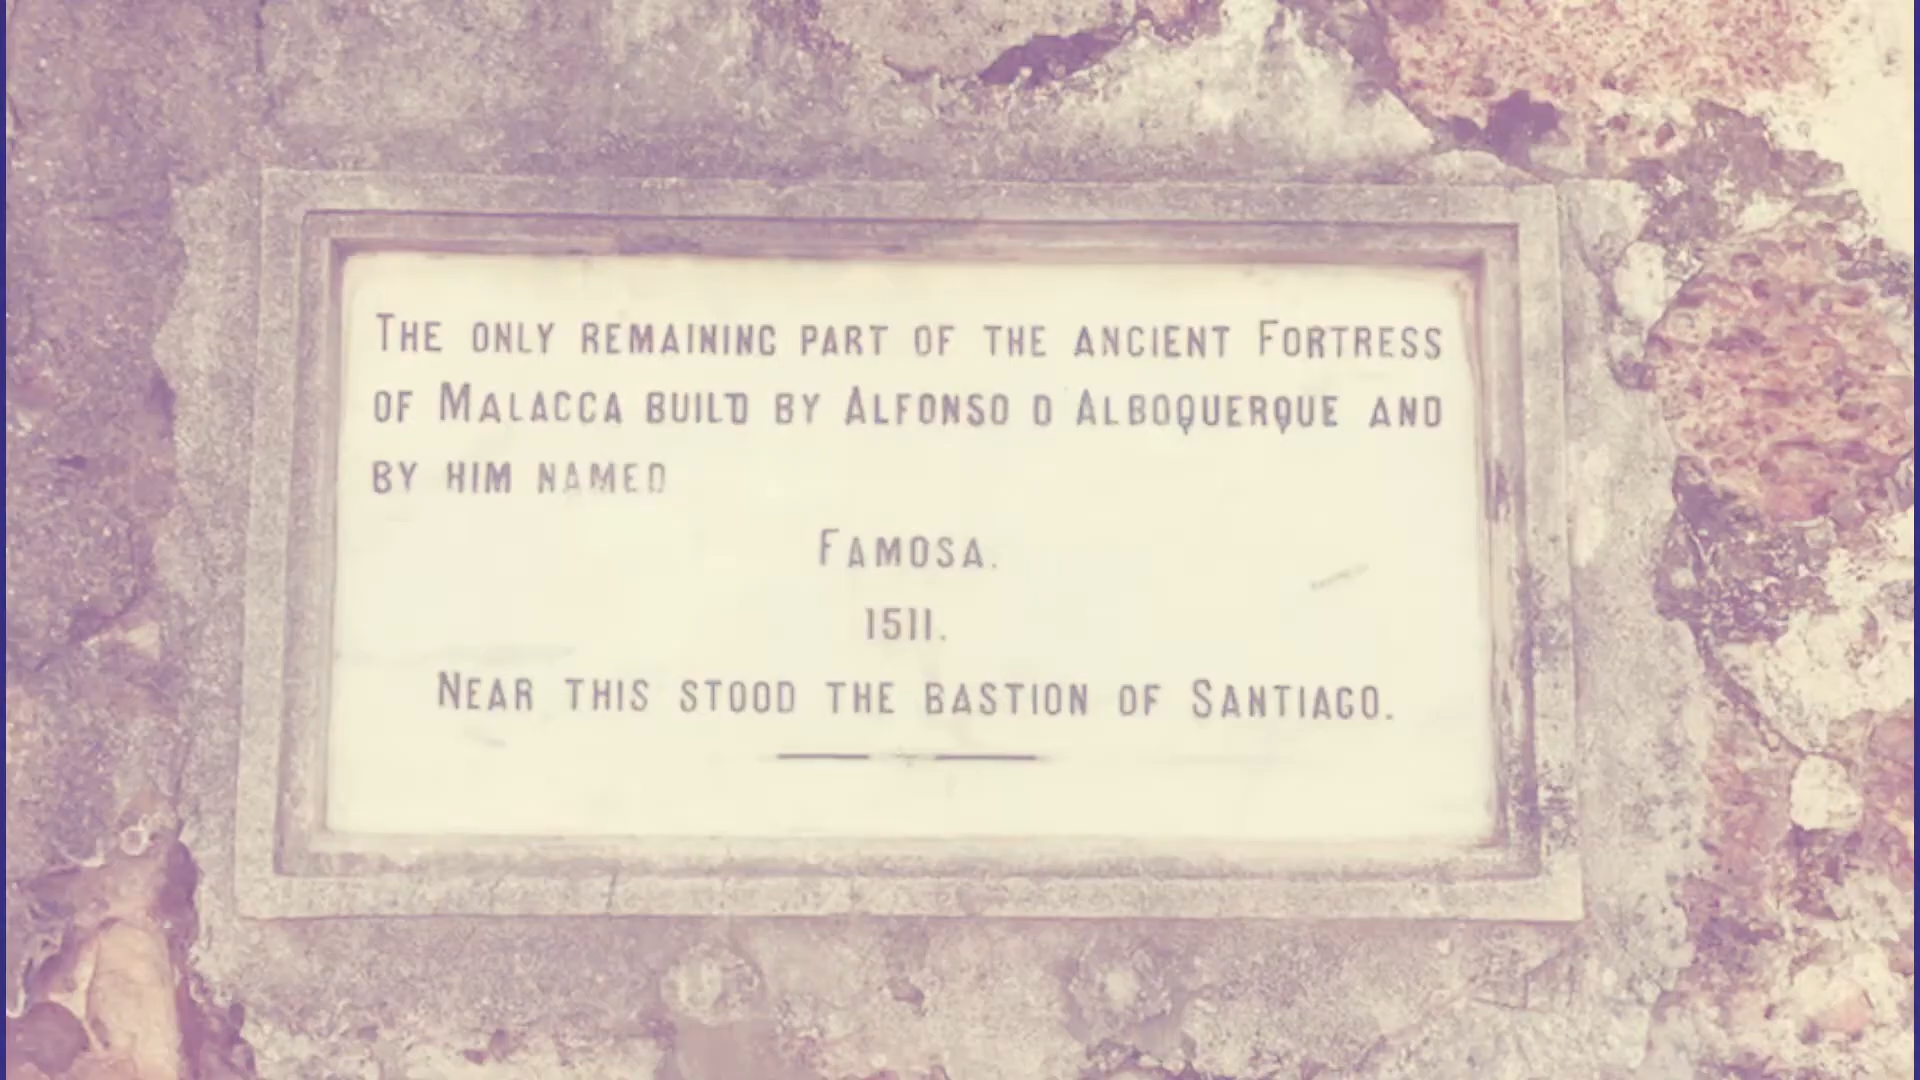 THE ONLY REMAINING PART OF THE ANCIENT FORTRESS
OF MALACCA BUILD BY ALFONSO D ALBOQUERQUE AND
BY HIM NAMED
FAMOSA.
1511.
NEAR THIS STOOD THE BASTION OF SANTIAGO.